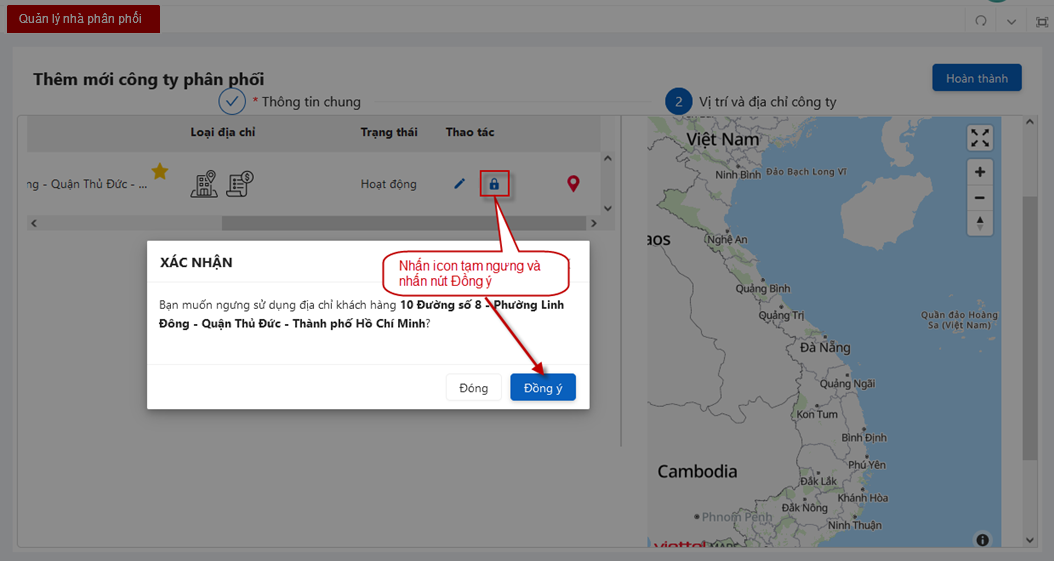 Quản lý nhà phân phối
Thêm mới công ty phân phối
Hoàn thành
* Thông tin chung
2 Vị trí và địa chỉ công ty
Loại địa chỉ
Trạng thái
Thao tác
ng - Quận Thủ Đức - ...
Hoạt động
XÁC NHẬN
Nhấn icon tạm ngưng và
nhấn nút Đồng ý
Bạn muốn ngưng sử dụng địa chỉ khách hàng 10 Đường số 8 - Phường Linh
Đông - Quận Thủ Đức - Thành phố Hồ Chí Minh?
Đóng
Đồng ý
Việt Nam
Ninh Bình
Đảo Bạch Long Vĩ
aos
Nghệ An
Quảng Bình
Quảng Trị
Quần đảo Hoàng
Sa (Việt Nam)
Đà Nẵng
Quảng Ngãi
Kon Tum
Bình Định
Phú Yên
Cambodia
Đắk Lắk
Khánh Hòa
Đắk Nông
Phnom Penh
Ninh Thuận
viettel MAPS